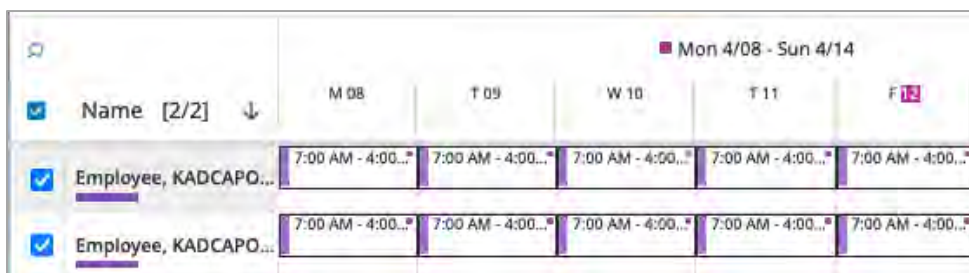 Mon 4/08 - Sun 4/14
Name [2/2]
M 08 T 09 W 10 T 11 F 12
Employee, KADCAPO... 7:00 AM - 4:00... 7:00 AM - 4:00... 7:00 AM - 4:00... 7:00 AM - 4:00... 7:00 AM - 4:00...
Employee, KADCAPO... 7:00 AM - 4:00... 7:00 AM - 4:00... 7:00 AM - 4:00... 7:00 AM - 4:00... 7:00 AM - 4:00...